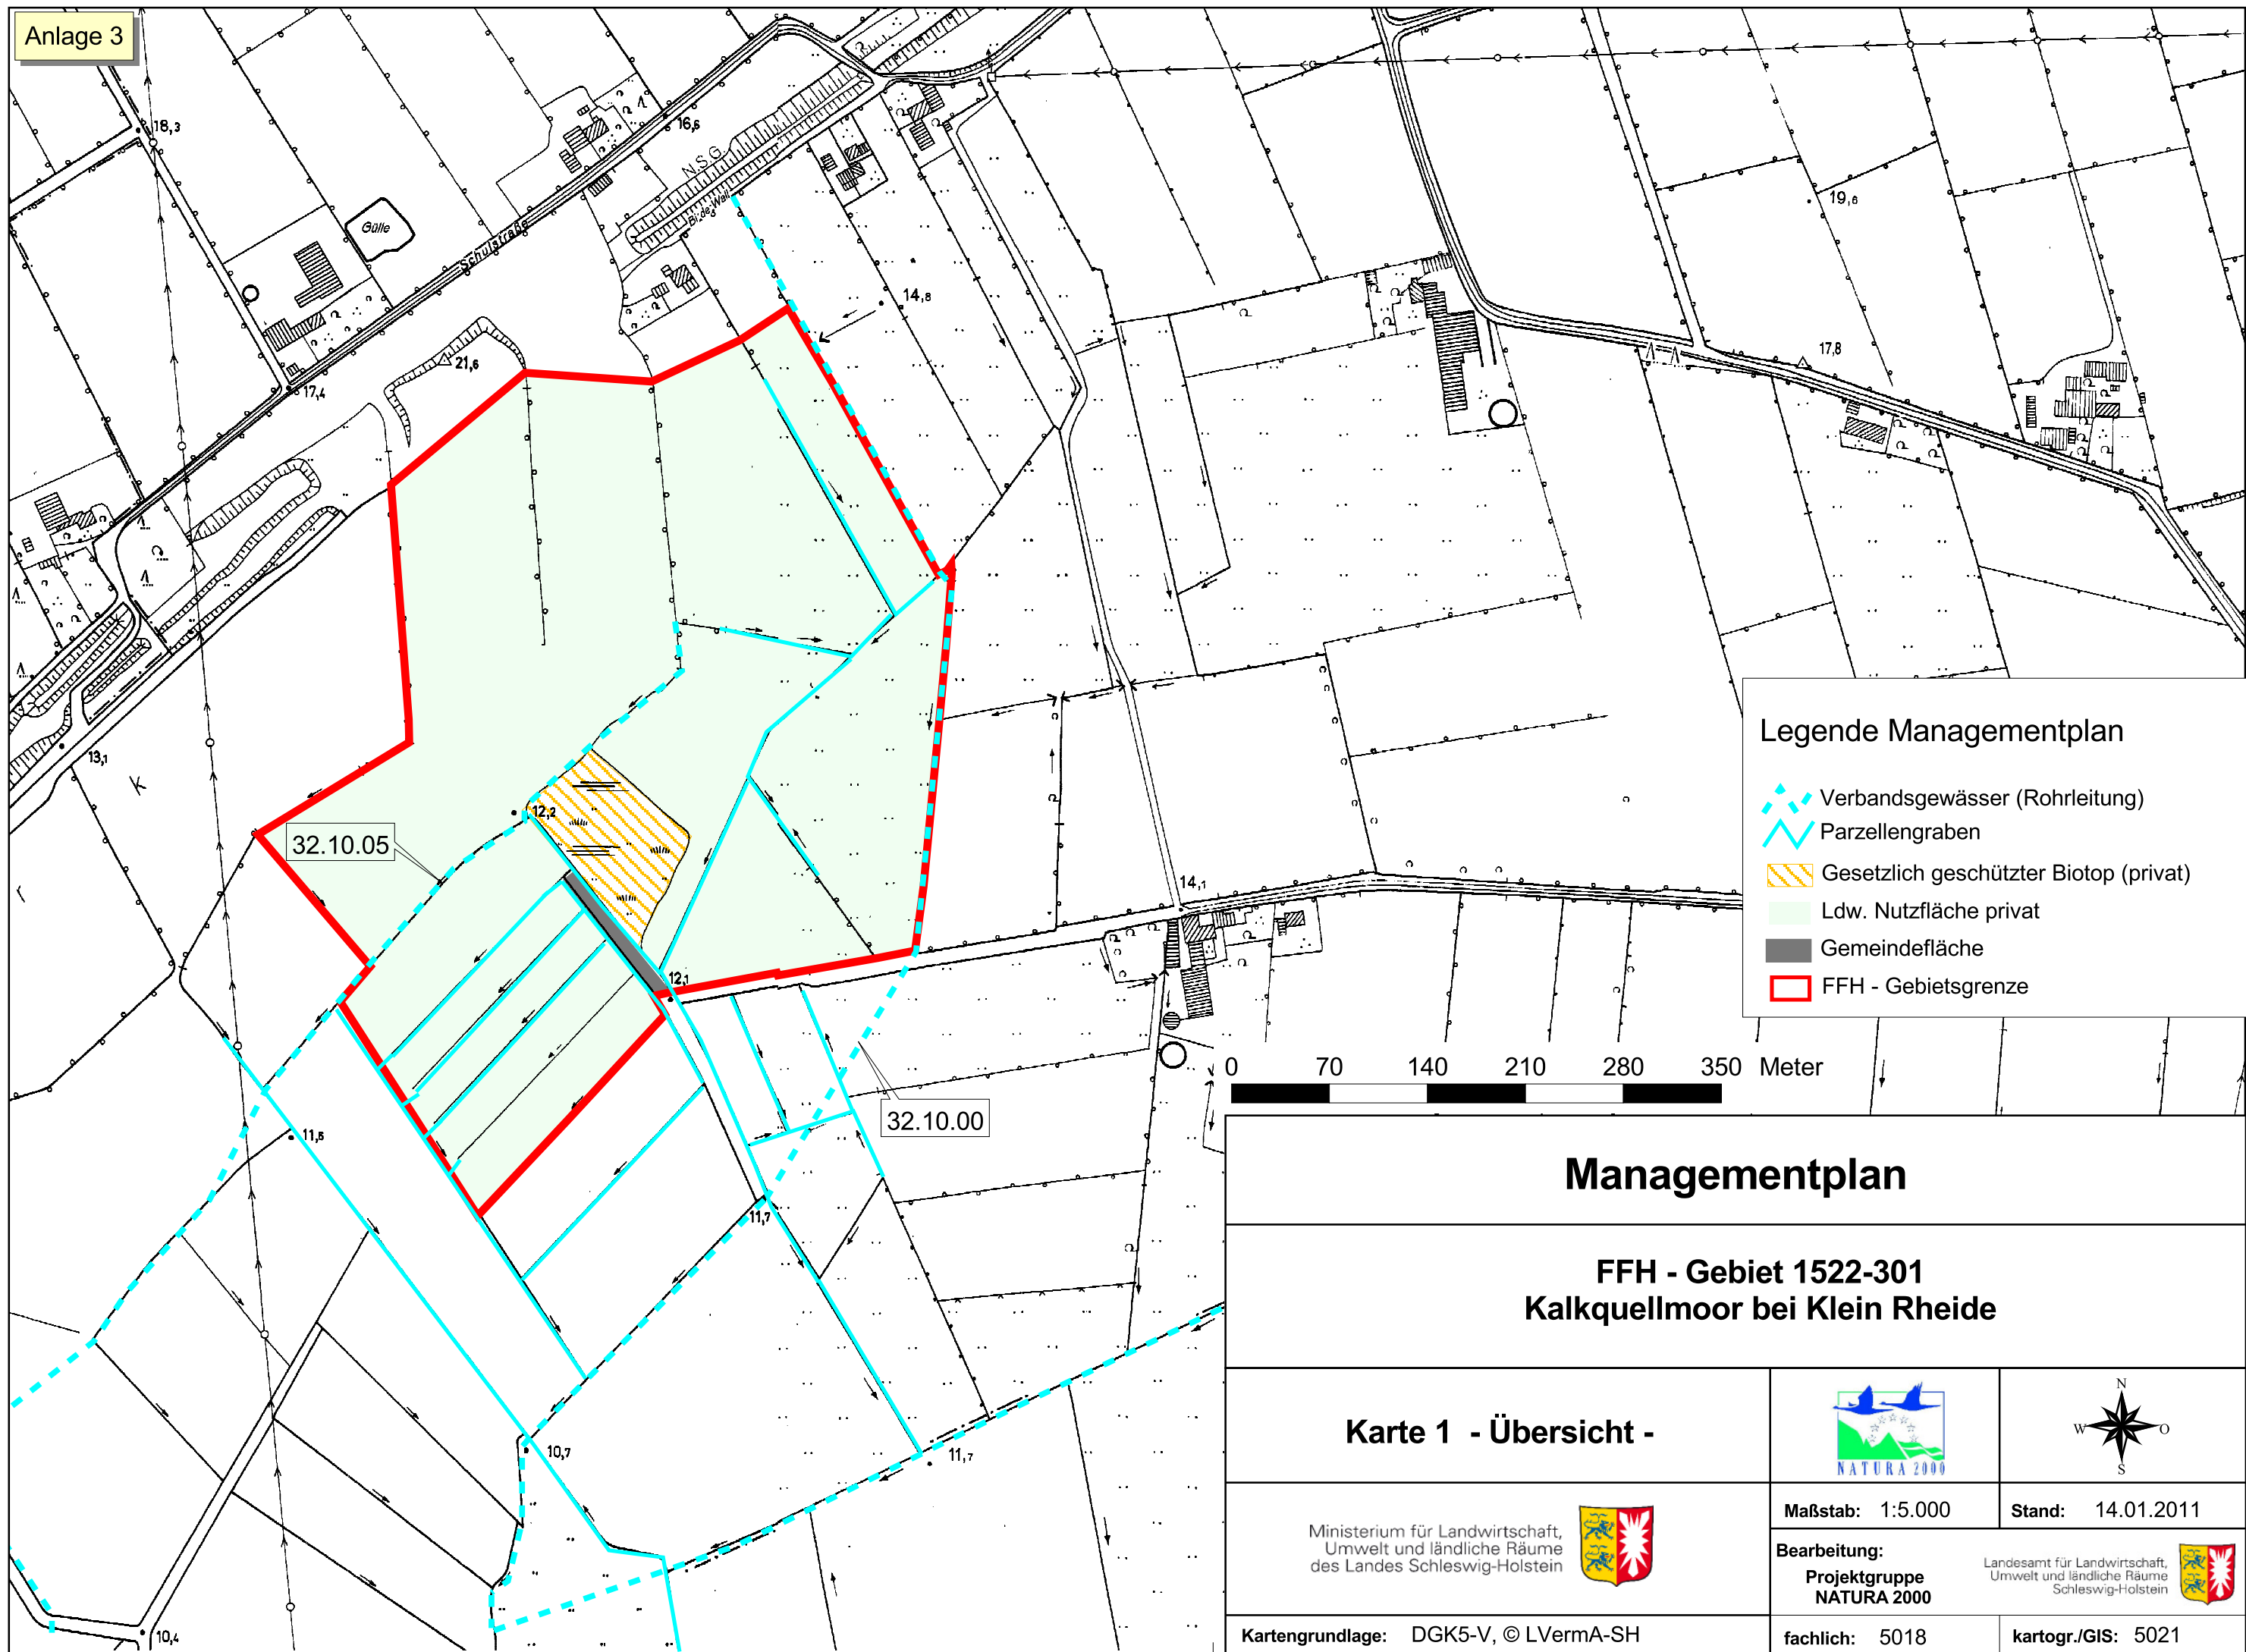 Anlage 3
18,3
16,6
N.S.G.
Gülle
Schulstraße
14,8
19,6
17,8
21,6
17,4
13,1
k
r
12,2
32.10.05
12,1
14,1
32.10.00
11,7
10,7
11,7
10,4
Legende Managementplan
Verbandsgewässer (Rohrleitung)
Parzellengraben
Gesetzlich geschützter Biotop (privat)
Ldw. Nutzfläche privat
Gemeindefläche
FFH - Gebietsgrenze
0 70 140 210 280 350 Meter
Managementplan
FFH - Gebiet 1522-301
Kalkquellmoor bei Klein Rheide
Karte 1 - Übersicht -
NATURA 2000
N
W O
S
Ministerium für Landwirtschaft,
Umwelt und ländliche Räume
des Landes Schleswig-Holstein
Maßstab: 1:5.000
Stand: 14.01.2011
Bearbeitung:
Projektgruppe
NATURA 2000
Landesamt für Landwirtschaft,
Umwelt und ländliche Räume
Schleswig-Holstein
Kartengrundlage: DGK5-V, © LVermA-SH
fachlich: 5018
kartogr./GIS: 5021